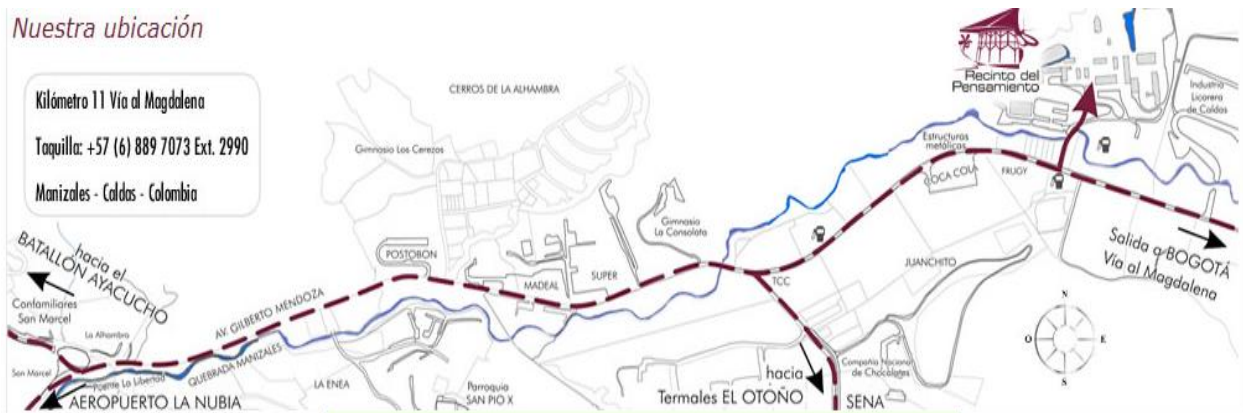 Nuestra ubicación
Kilómetro 11 Vía al Magdalena
Taquilla: +57 (6) 889 7073 Ext. 2990
Manizales - Caldas - Colombia
CERROS DE LA ALHAMBRA
Gimnasio Los Cerezos
Recinto del
Pensamiento
Industria
Licorera
de Caldas
Estructuras
metálicas
COCA COLA
FRUGY
Gimnasio
La Consolata
hacia el
BATALLÓN AYACUCHO
POSTOBON
MADEAL
SUPER
TCC
JUANCHITO
Salida a BOGOTÁ
Vía al Magdalena
Confamiliares
San Marcel
La Alhambra
AV. GILBERTO MENDOZA
QUEBRADA MANIZALES
San Marcel
Puente La Libertad
AEROPUERTO LA NUBIA
LA ENEA
Parroquia
SAN PIO X
hacia
Termales EL OTOÑO
SENA
Compañía Nacional
de Chocolates
N
O
E
S